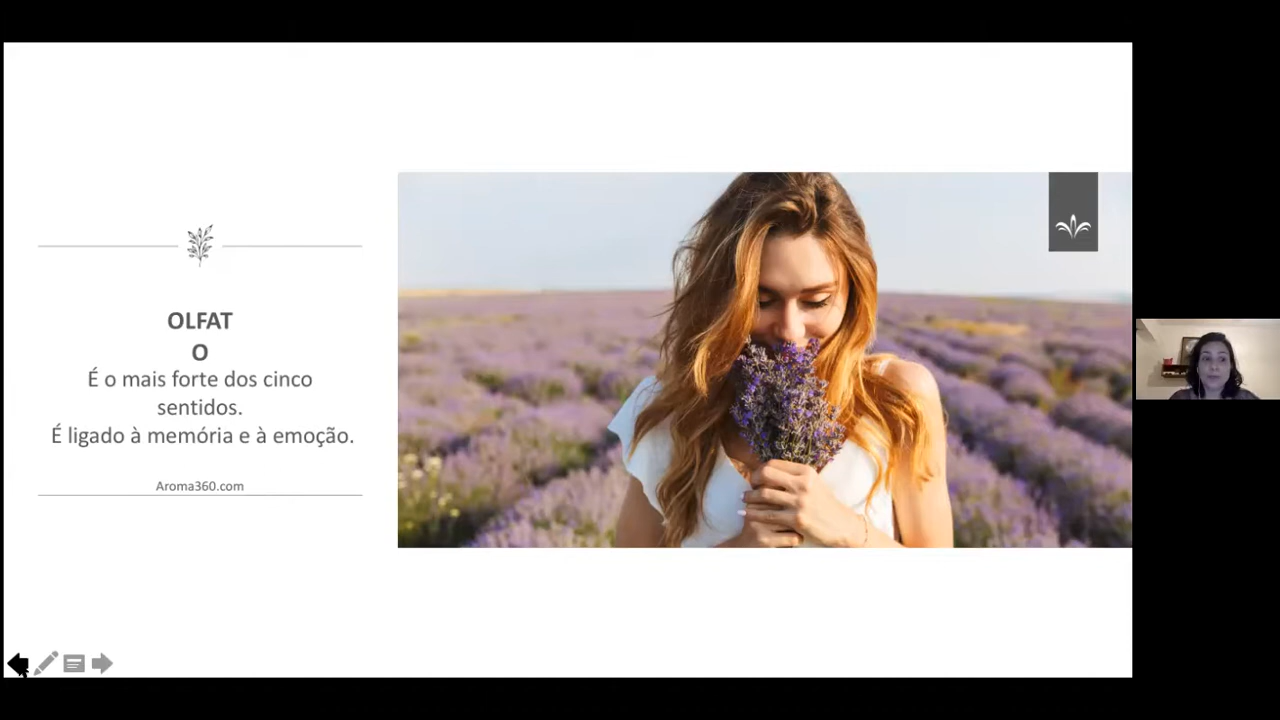 OLFAT
O
É o mais forte dos cinco
sentidos.
É ligado à memória e à emoção.
Aroma360.com